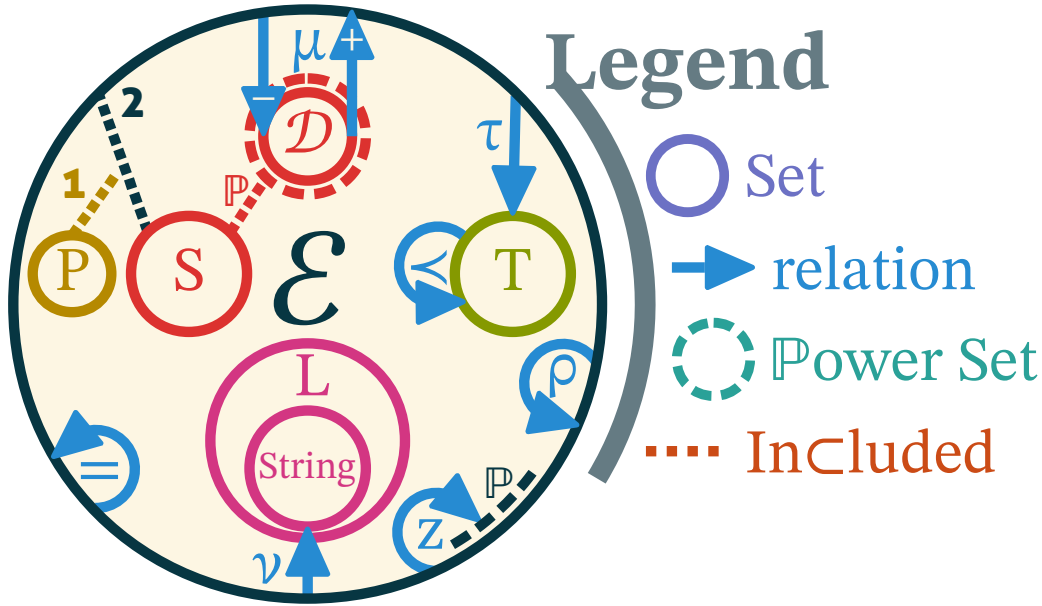 Legend
μ
+
−
𝒟
2
τ
1
ℙ
Set
P
S
ℰ
≺
T
relation
L
ρ
ℙower Set
String
=
ℙ
In⊂luded
z
ν